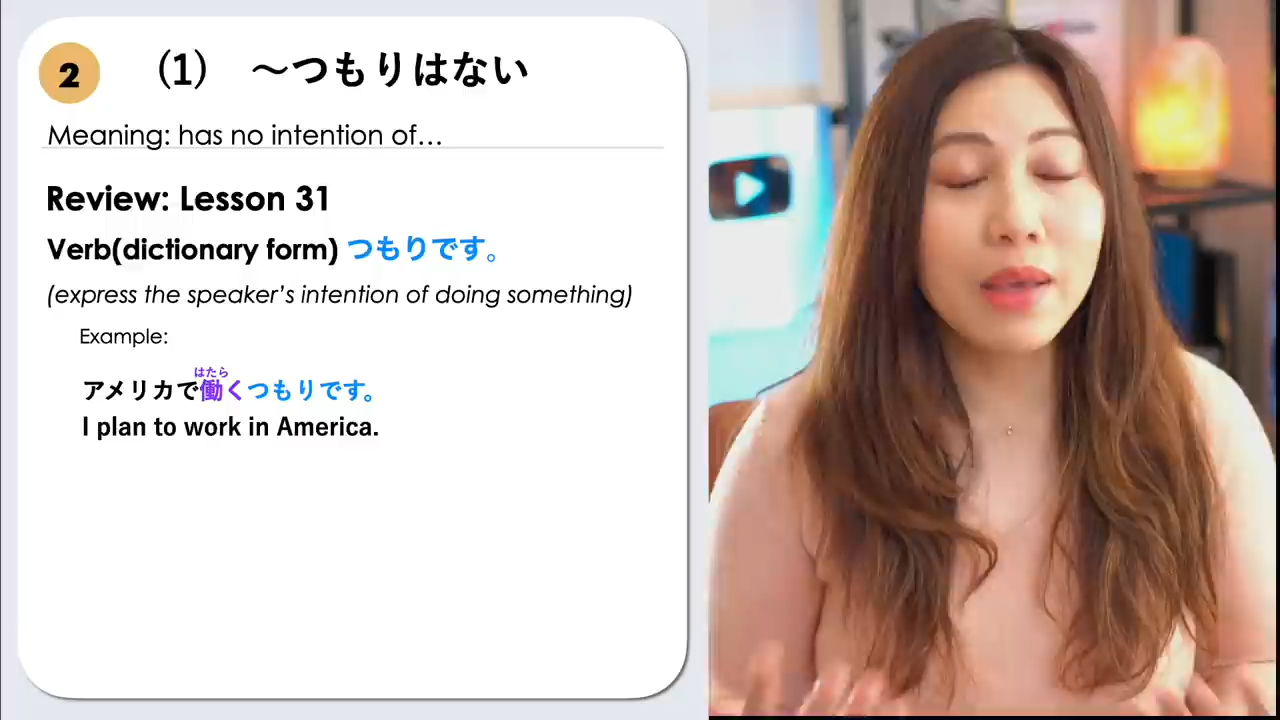 2 (1) ～つもりはない
Meaning: has no intention of…
Review: Lesson 31
Verb(dictionary form) つもりです。
(express the speaker's intention of doing something)
Example:
はたら
アメリカで働くつもりです。
I plan to work in America.